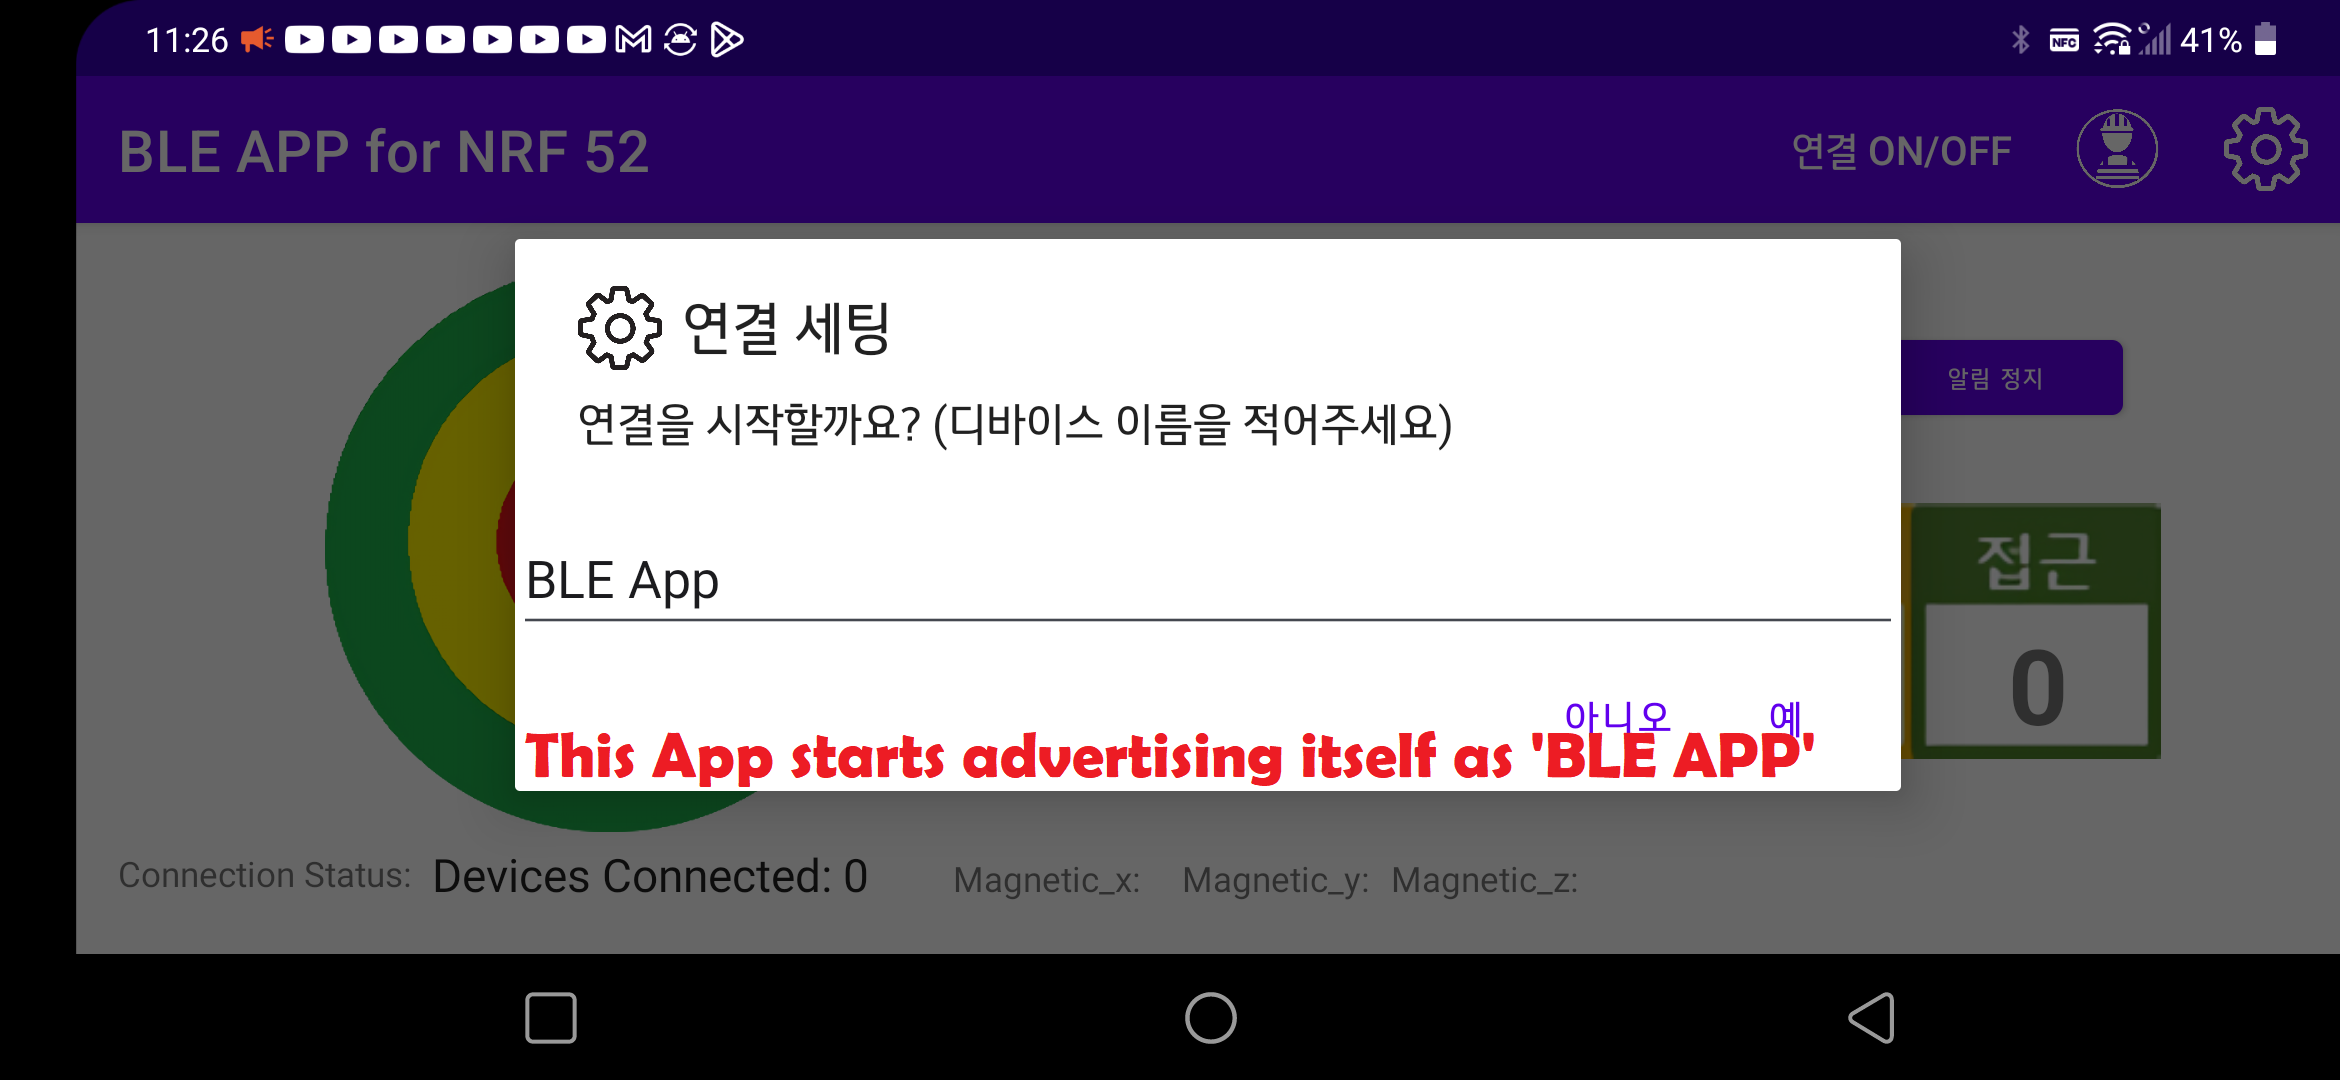 11:26
NFC
41%
BLE APP for NRF 52
연결 ON/OFF
연결 세팅
연결을 시작할까요? (디바이스 이름을 적어주세요)
알림 정지
BLE App
접근
0
아니오 예
This App starts advertising itself as 'BLE APP'
Connection Status: Devices Connected: 0 Magnetic_x: Magnetic_y: Magnetic_z: